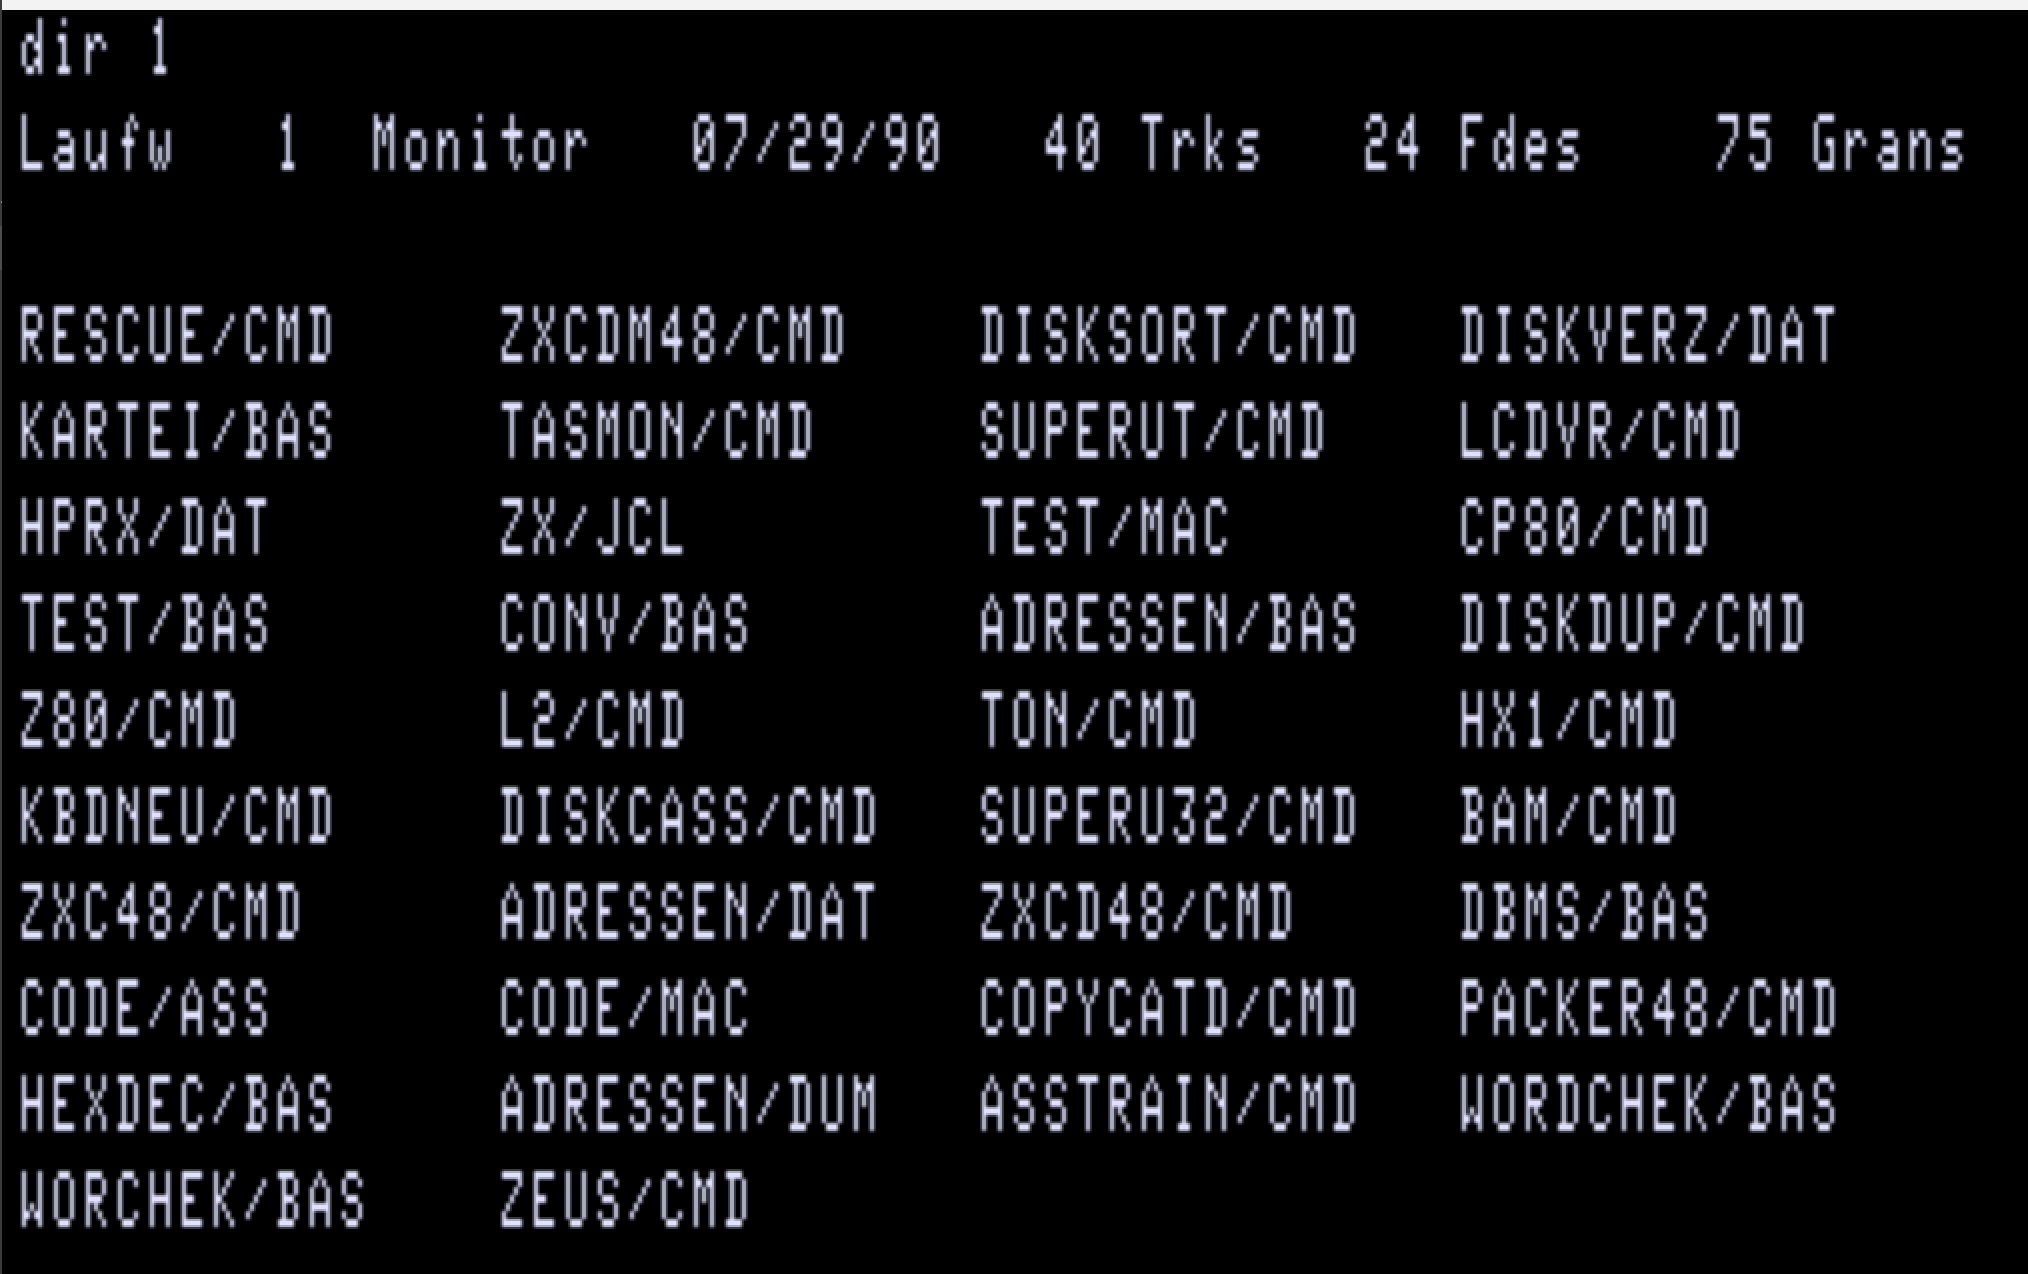 dir 1
Laufw   1  Monitor   07/29/90   40 Trks   24 Fdes    75 Grans
RESCUE/CMD     ZXCDM48/CMD    DISKSORT/CMD   DISKVERZ/DAT
KARTEI/BAS     TASMON/CMD     SUPERUT/CMD    LCDVR/CMD
HPRX/DAT       ZX/JCL         TEST/MAC       CP80/CMD
TEST/BAS       CONV/BAS       ADRESSEN/BAS   DISKDUP/CMD
Z80/CMD        L2/CMD         TON/CMD        HX1/CMD
KBDNEU/CMD     DISKCASS/CMD   SUPERU32/CMD   BAM/CMD
ZXC48/CMD      ADRESSEN/DAT   ZXCD48/CMD     DBMS/BAS
CODE/ASS       CODE/MAC       COPYCATD/CMD   PACKER48/CMD
HEXDEC/BAS     ADRESSEN/DUM   ASSTRAIN/CMD   WORDCHEK/BAS
WORCHEK/BAS    ZEUS/CMD